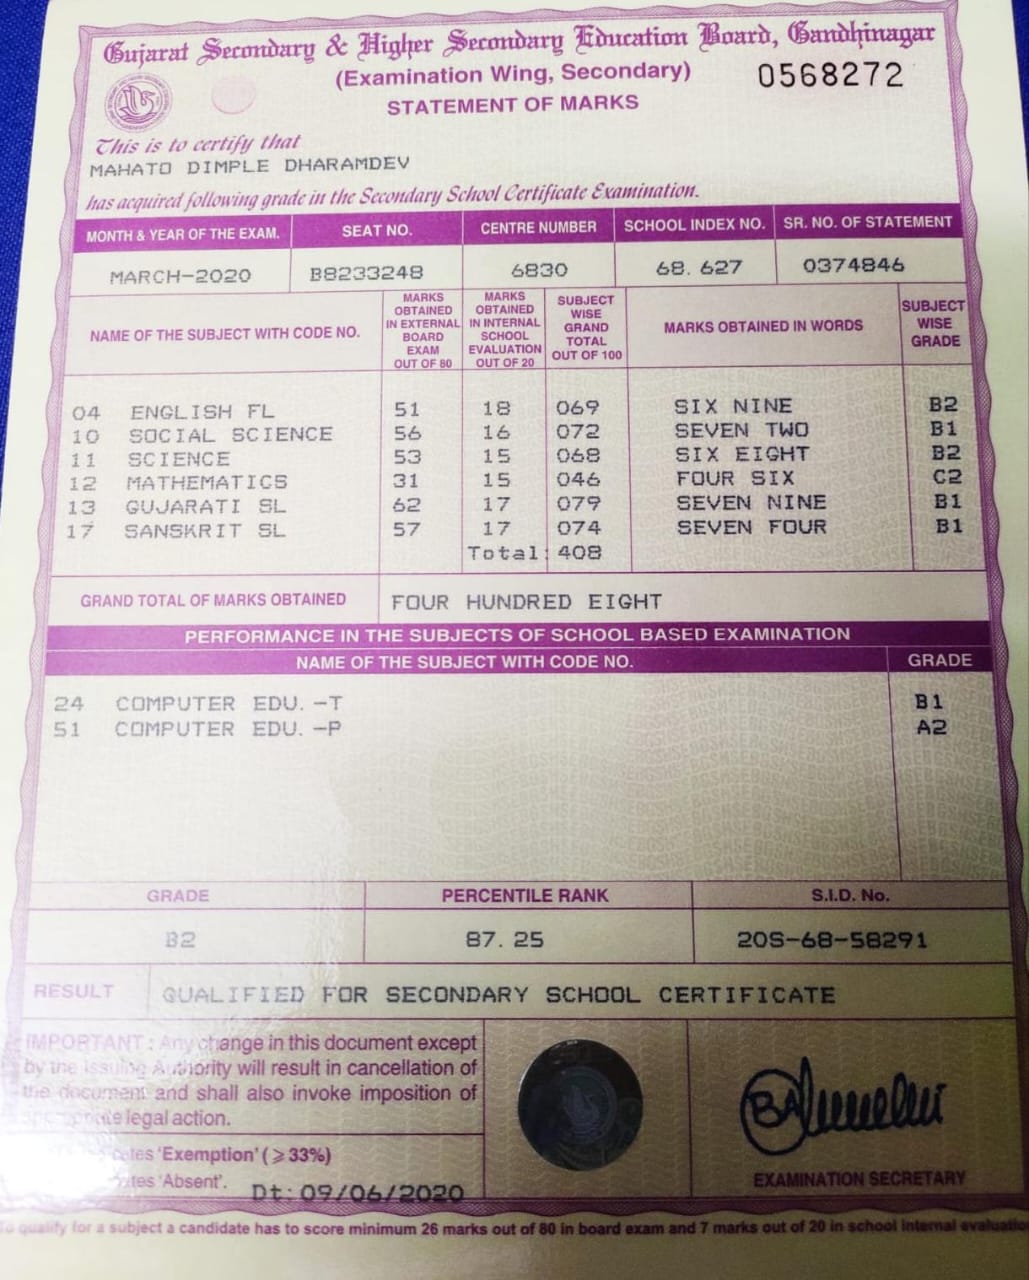 Gujarat Secondary & Higher Secondary Education Board, Gandhinagar
(Examination Wing, Secondary)
0568272
STATEMENT OF MARKS
This is to certify that
MAHATO DIMPLE DHARAMDEV
has acquired following grade in the Secondary School Certificate Examination.
MONTH & YEAR OF THE EXAM. SEAT NO. CENTRE NUMBER SCHOOL INDEX NO. SR. NO. OF STATEMENT
MARCH-2020 B8233248 6830 68. 627 0374846
NAME OF THE SUBJECT WITH CODE NO. MARKS OBTAINED IN EXTERNAL BOARD EXAM OUT OF 80 MARKS OBTAINED IN INTERNAL SCHOOL EVALUATION OUT OF 20 SUBJECT WISE GRAND TOTAL OUT OF 100 MARKS OBTAINED IN WORDS SUBJECT WISE GRADE
04 ENGLISH FL 51 18 069 SIX NINE B2
10 SOCIAL SCIENCE 56 16 072 SEVEN TWO B1
11 SCIENCE 53 15 068 SIX EIGHT B2
12 MATHEMATICS 31 15 046 FOUR SIX C2
13 GUJARATI SL 62 17 079 SEVEN NINE B1
17 SANSKRIT SL 57 17 074 SEVEN FOUR B1
Total: 408
GRAND TOTAL OF MARKS OBTAINED FOUR HUNDRED EIGHT
PERFORMANCE IN THE SUBJECTS OF SCHOOL BASED EXAMINATION
NAME OF THE SUBJECT WITH CODE NO. GRADE
24 COMPUTER EDU. -T B1
51 COMPUTER EDU. -P A2
GRADE PERCENTILE RANK S.I.D. No.
B2 87. 25 20S-68-58291
RESULT QUALIFIED FOR SECONDARY SCHOOL CERTIFICATE
IMPORTANT : Any change in this document except
by the Issuing Authority will result in cancellation of
the document and shall also invoke imposition of
legal action.
'Exemption' (⩾33%)
'Absent'.
Dt: 09/06/2020
EXAMINATION SECRETARY
To qualify for a subject a candidate has to score minimum 26 marks out of 80 in board exam and 7 marks out of 20 in school internal evaluation